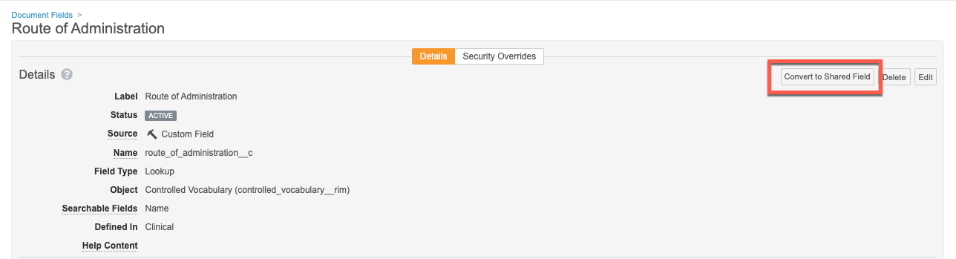 Document Fields >
Route of Administration
Details Security Overrides
Details ?
Convert to Shared Field Delete Edit
Label Route of Administration
Status ACTIVE
Source Custom Field
Name route_of_administration__c
Field Type Lookup
Object Controlled Vocabulary (controlled_vocabulary__rim)
Searchable Fields Name
Defined In Clinical
Help Content